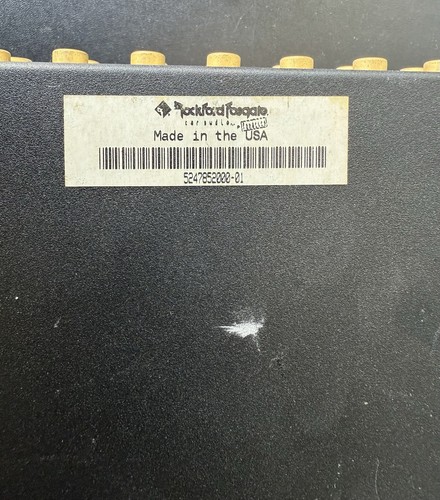 Rockford Fosgate
car audio
Made in the USA
5247852000-01